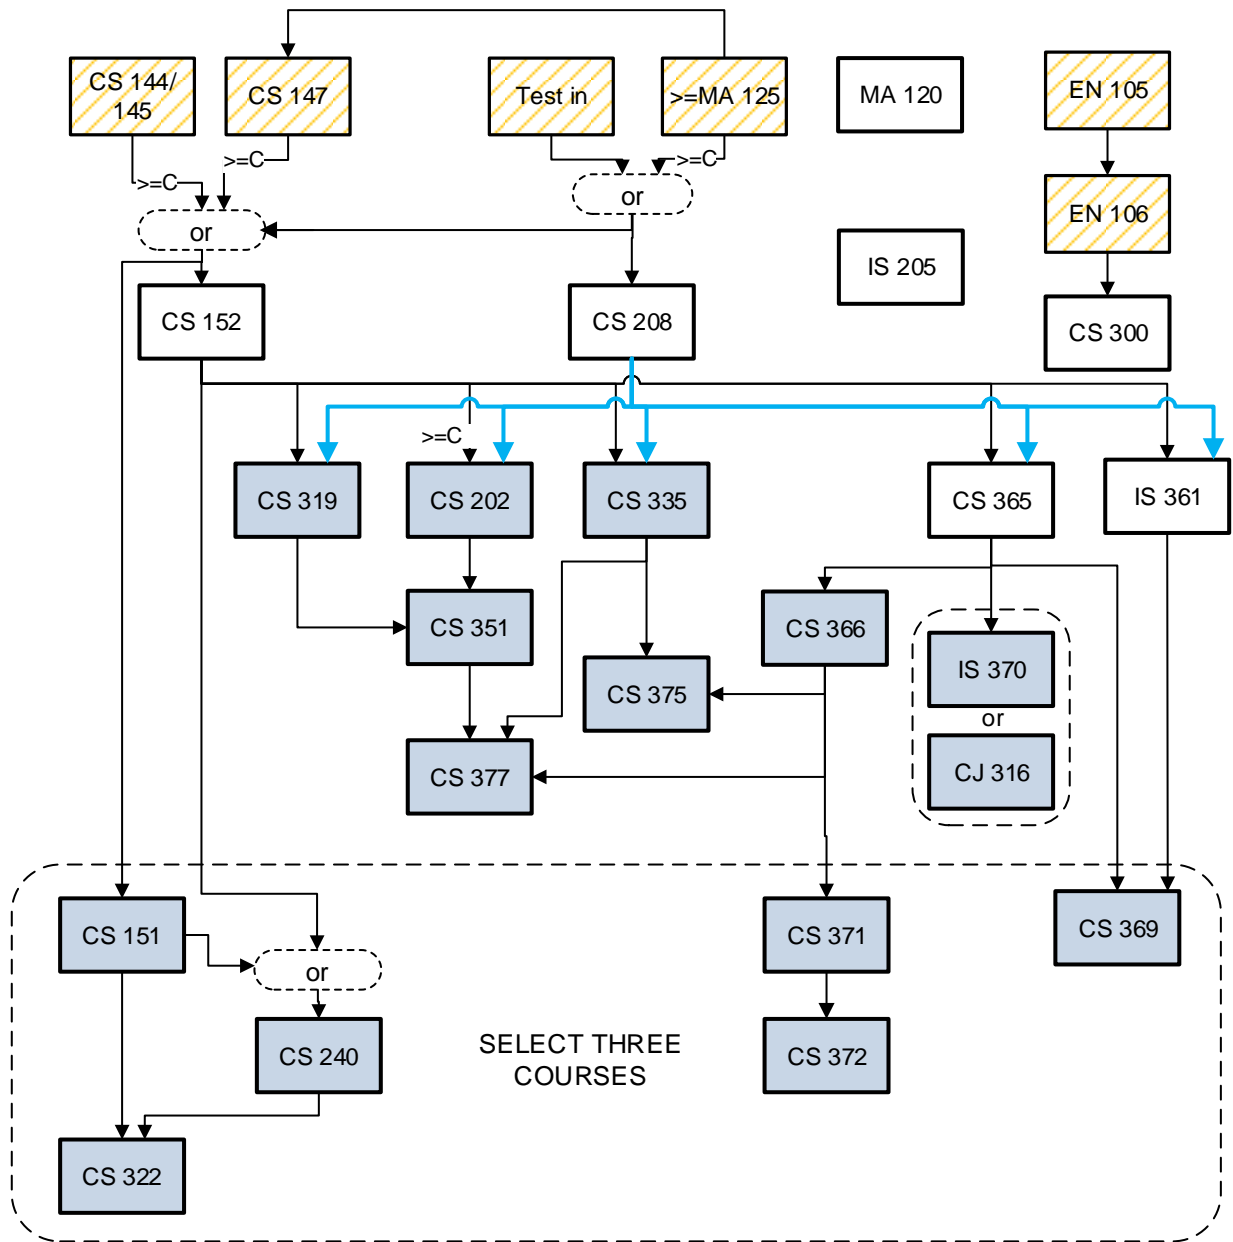 CS 144/
145
CS 147
Test in
>=MA 125
MA 120
EN 105
>=C
>=C
>=C
or
or
EN 106
IS 205
CS 152
CS 208
CS 300
>=C
CS 319
CS 202
CS 335
CS 365
IS 361
CS 351
CS 366
CS 375
IS 370
or
CS 377
CJ 316
CS 151
or
CS 371
CS 369
CS 240
SELECT THREE
COURSES
CS 372
CS 322